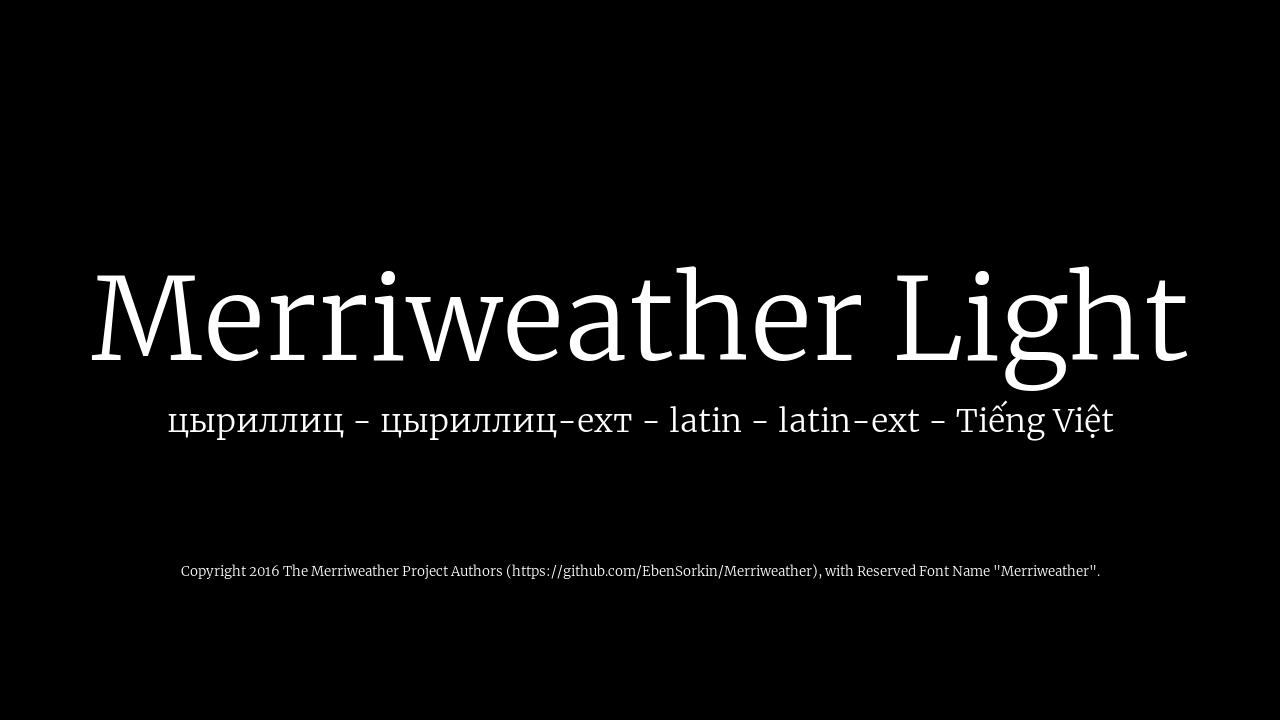 Merriweather Light
цыриллиц - цыриллиц-ехт - latin - latin-ext - Tiếng Việt
Copyright 2016 The Merriweather Project Authors (https://github.com/EbenSorkin/Merriweather), with Reserved Font Name "Merriweather".